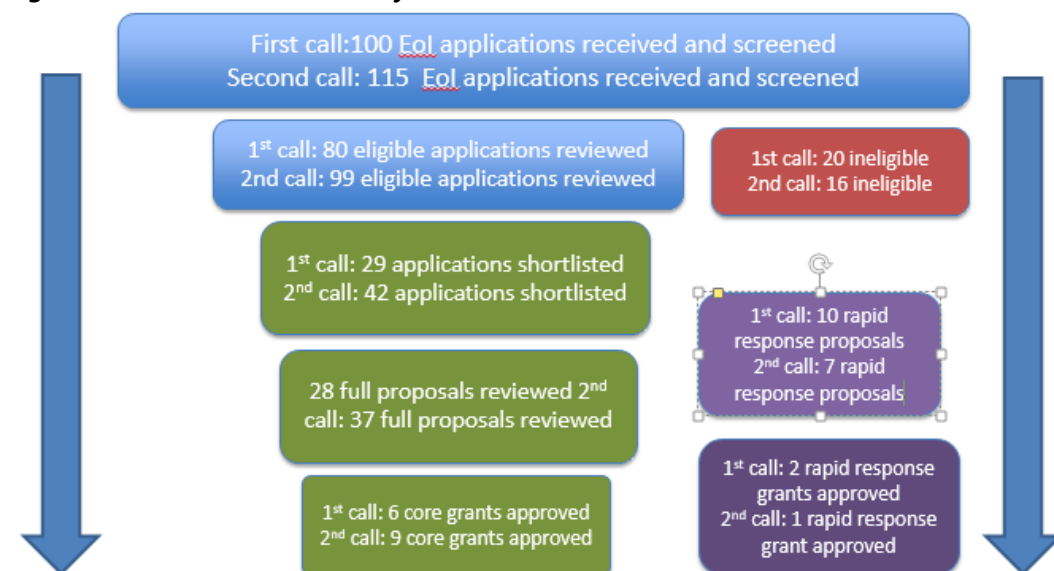 First call:100 EoI applications received and screened
Second call: 115 EoI applications received and screened
1st call: 80 eligible applications reviewed
2nd call: 99 eligible applications reviewed
1st call: 20 ineligible
2nd call: 16 ineligible
1st call: 29 applications shortlisted
2nd call: 42 applications shortlisted
1st call: 10 rapid
response proposals
2nd call: 7 rapid
response proposals
28 full proposals reviewed 2nd
call: 37 full proposals reviewed
1st call: 2 rapid response
grants approved
2nd call: 1 rapid response
grant approved
1st call: 6 core grants approved
2nd call: 9 core grants approved